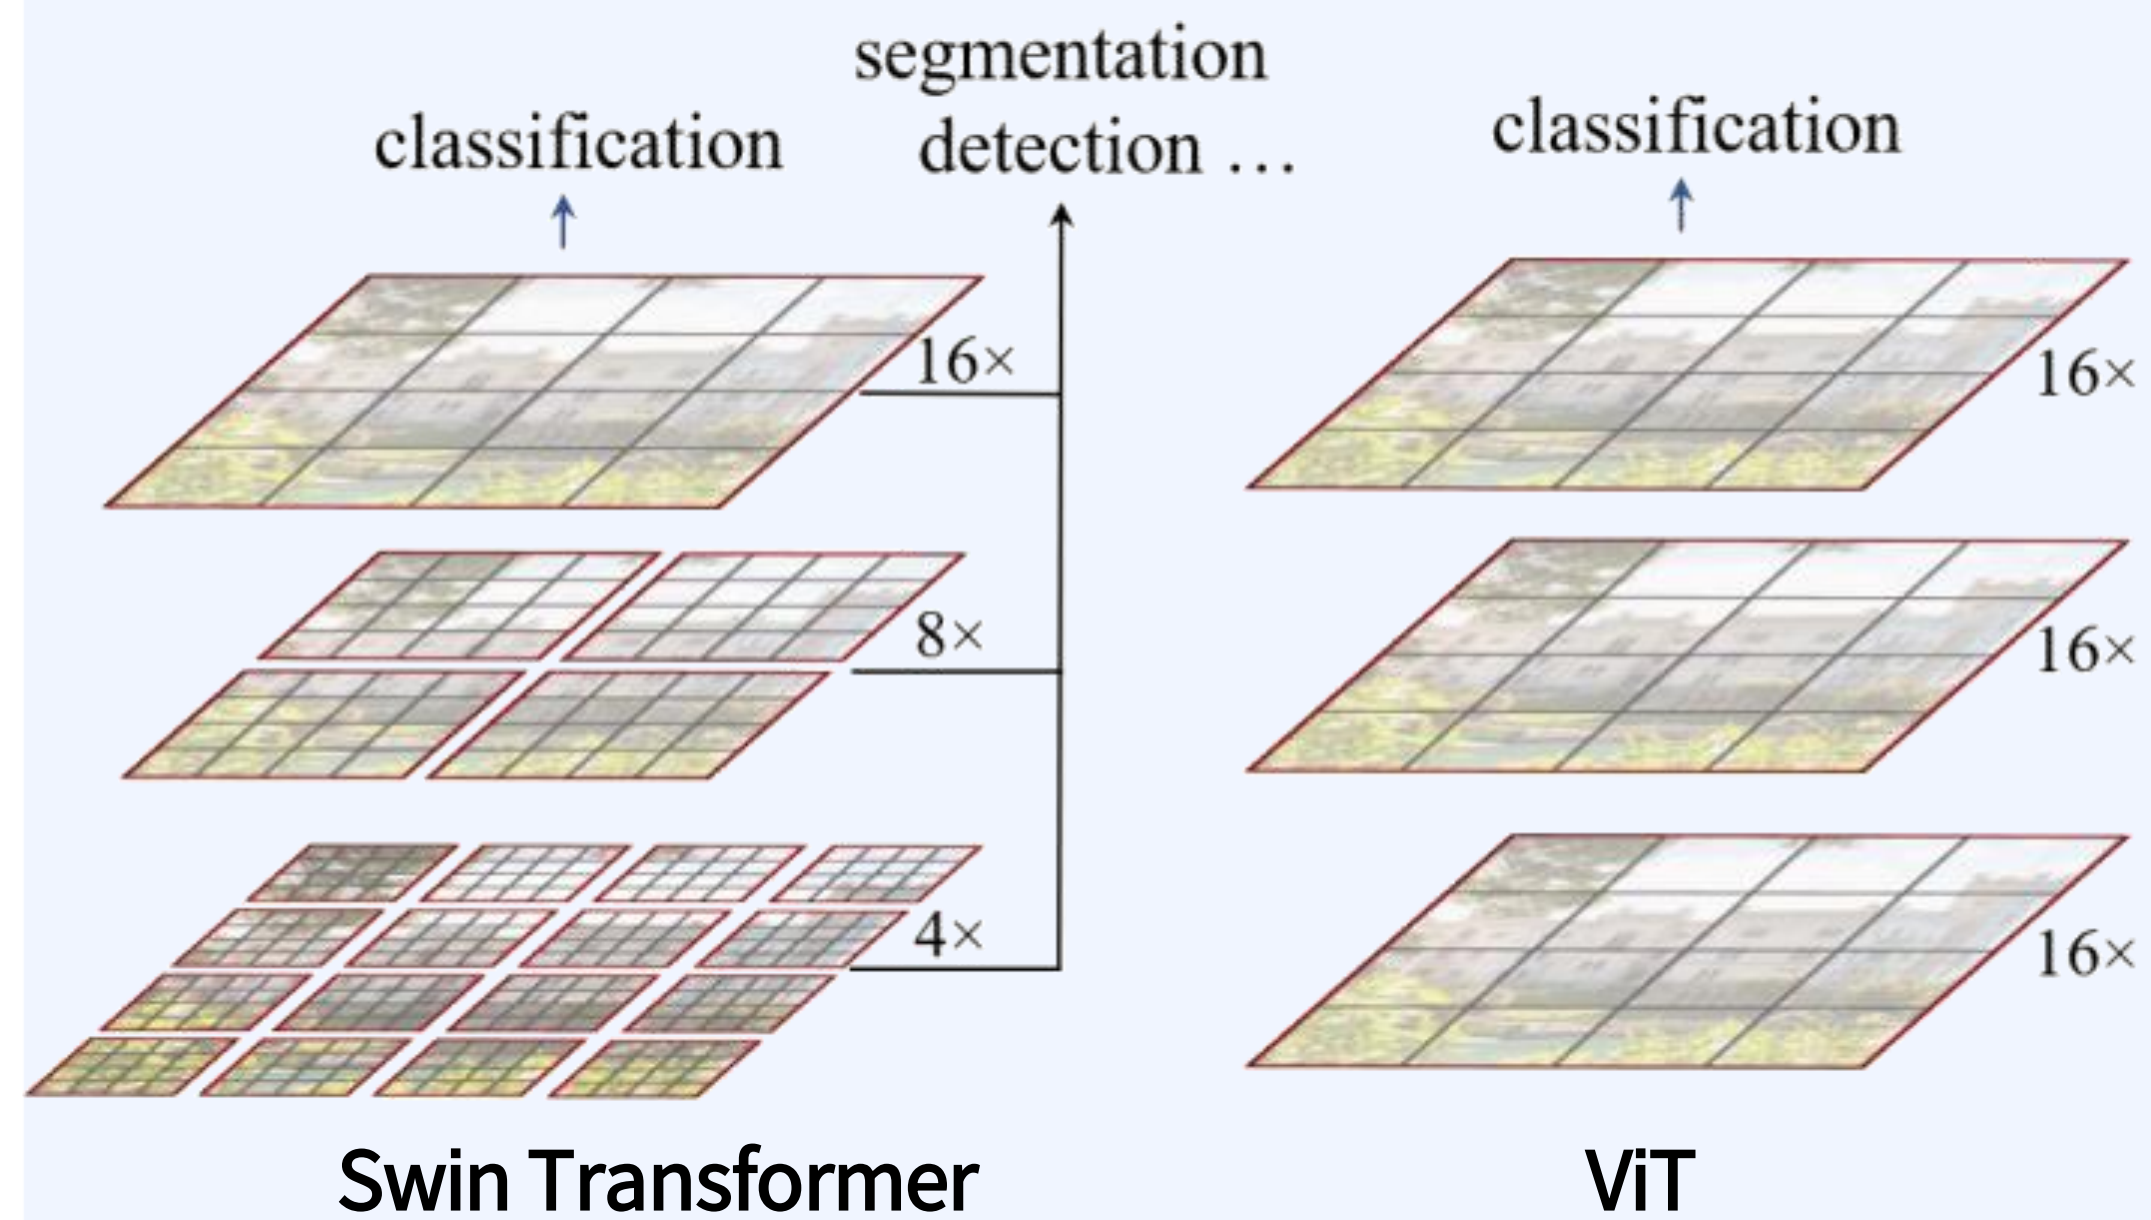 segmentation
detection …
classification
16×
8×
4×
Swin Transformer
classification
16×
16×
16×
ViT